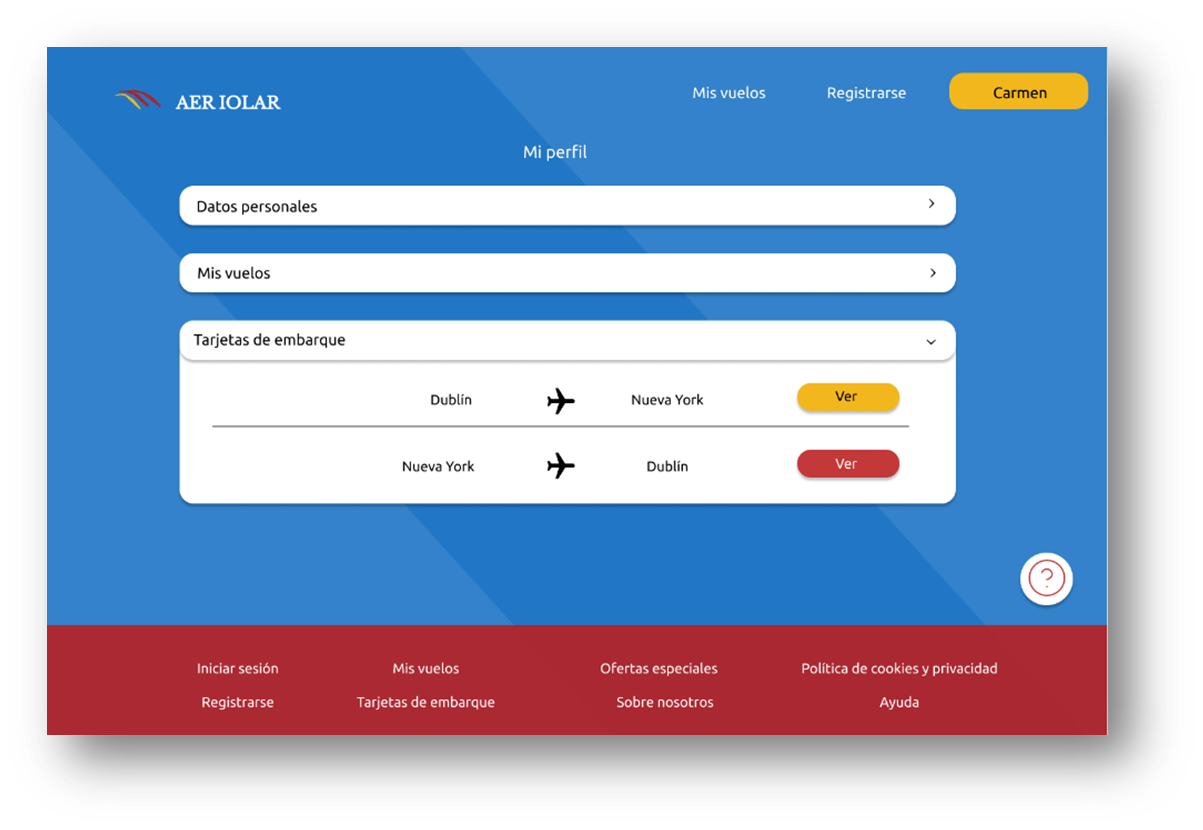 AER IOLAR
Mis vuelos
Registrarse
Carmen
Mi perfil
Datos personales
Mis vuelos
Tarjetas de embarque
Dublín Nueva York Ver
Nueva York Dublín Ver
?
Iniciar sesión Mis vuelos Ofertas especiales Política de cookies y privacidad
Registrarse Tarjetas de embarque Sobre nosotros Ayuda